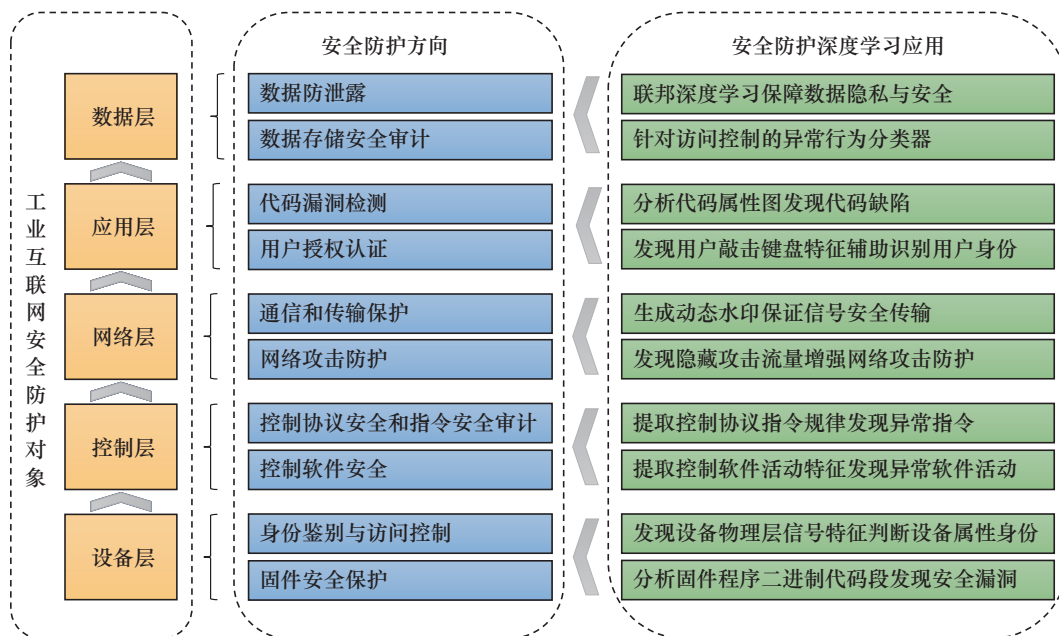 工业互联网安全防护对象
安全防护方向
安全防护深度学习应用
数据层
数据防泄露
联邦深度学习保障数据隐私与安全
数据存储安全审计
针对访问控制的异常行为分类器
应用层
代码漏洞检测
分析代码属性图发现代码缺陷
用户授权认证
发现用户敲击键盘特征辅助识别用户身份
网络层
通信和传输保护
生成动态水印保证信号安全传输
网络攻击防护
发现隐藏攻击流量增强网络攻击防护
控制层
控制协议安全和指令安全审计
提取控制协议指令规律发现异常指令
控制软件安全
提取控制软件活动特征发现异常软件活动
设备层
身份鉴别与访问控制
发现设备物理层信号特征判断设备属性身份
固件安全保护
分析固件程序二进制代码段发现安全漏洞